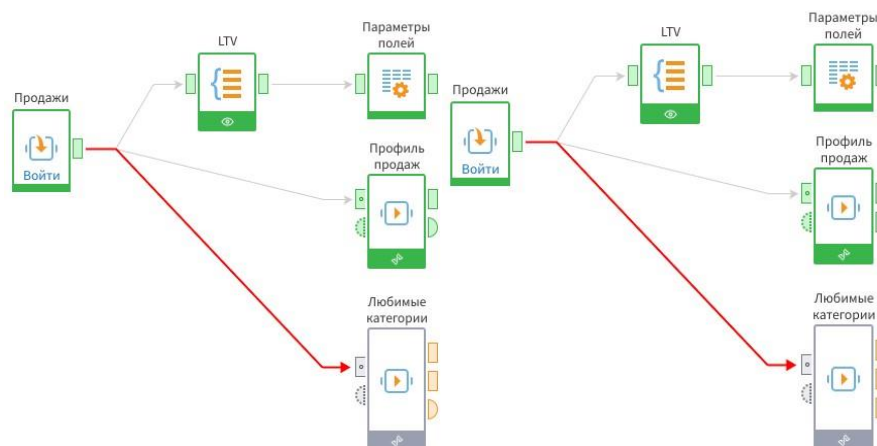 LTV
Параметры
полей
Продажи
Войти
Профиль
продаж
Любимые
категории
LTV
Параметры
полей
Продажи
Войти
Профиль
продаж
Любимые
категории